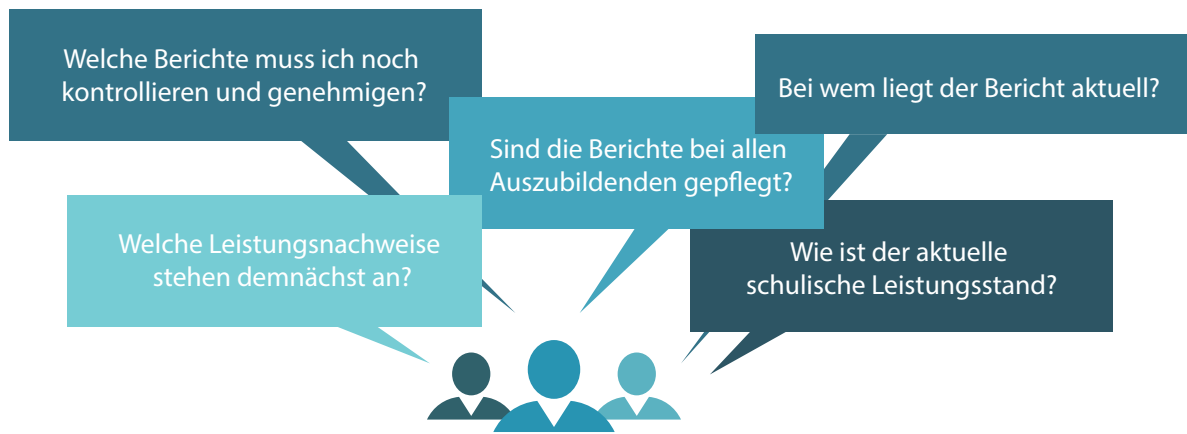 Welche Berichte muss ich noch
kontrollieren und genehmigen?
Bei wem liegt der Bericht aktuell?
Sind die Berichte bei allen
Auszubildenden gepflegt?
Welche Leistungsnachweise
stehen demnächst an?
Wie ist der aktuelle
schulische Leistungsstand?